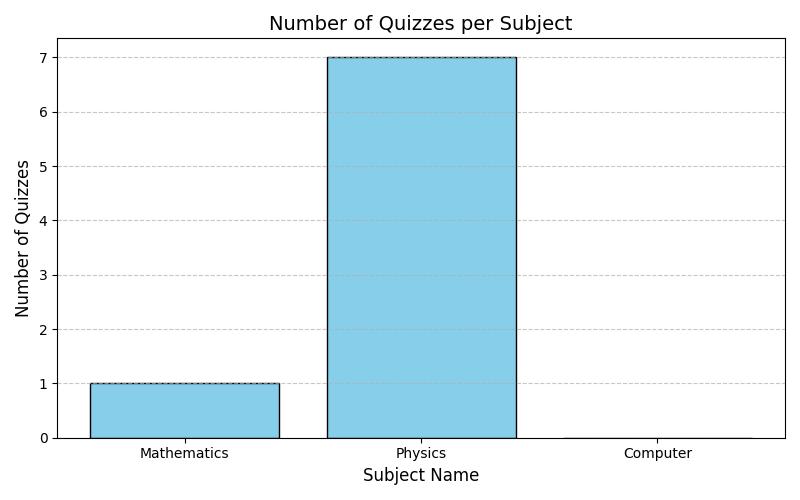 Number of Quizzes per Subject
Number of Quizzes
7
6
5
4
3
2
1
0
Mathematics Physics Computer
Subject Name